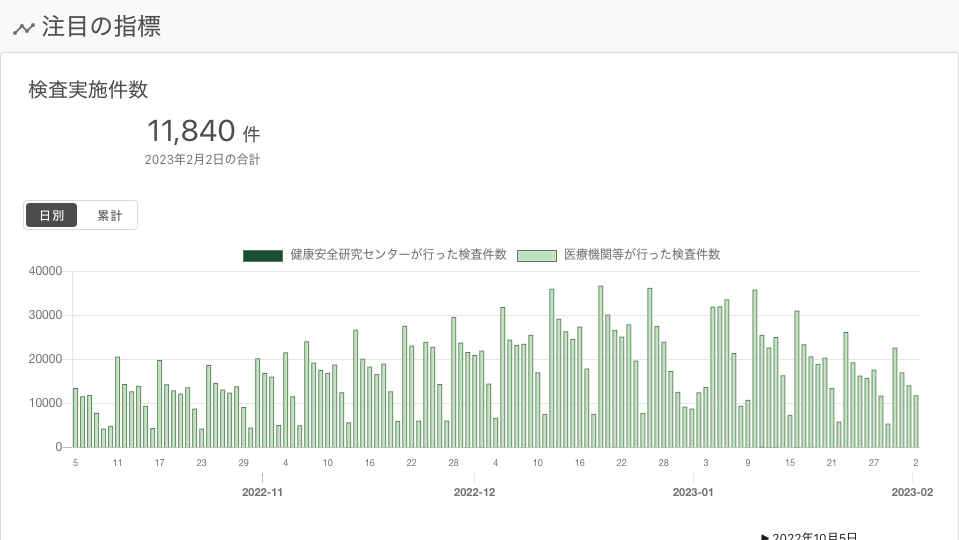 注目の指標
検査実施件数
11,840 件
2023年2月2日の合計
日別 累計
健康安全研究センターが行った検査件数 医療機関等が行った検査件数
40000
30000
20000
10000
0
5 11 17 23 29 4 10 16 22 28 4 10 16 22 28 3 9 15 21 27 2
2022-11 2022-12 2023-01 2023-02
▶ 2022年10月5日